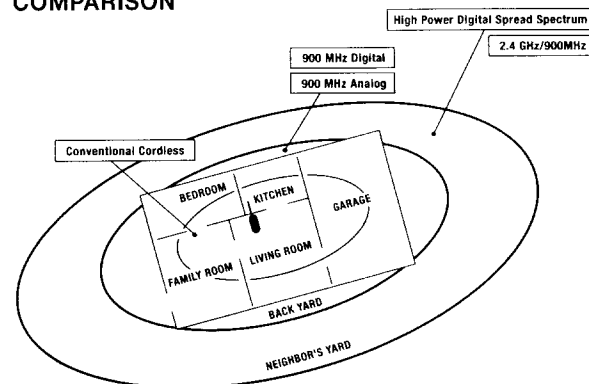 COMPARISON
High Power Digital Spread Spectrum
2.4 GHz/900MHz
900 MHz Digital
900 MHz Analog
Conventional Cordless
BEDROOM
KITCHEN
GARAGE
FAMILY ROOM
LIVING ROOM
BACK YARD
NEIGHBOR'S YARD